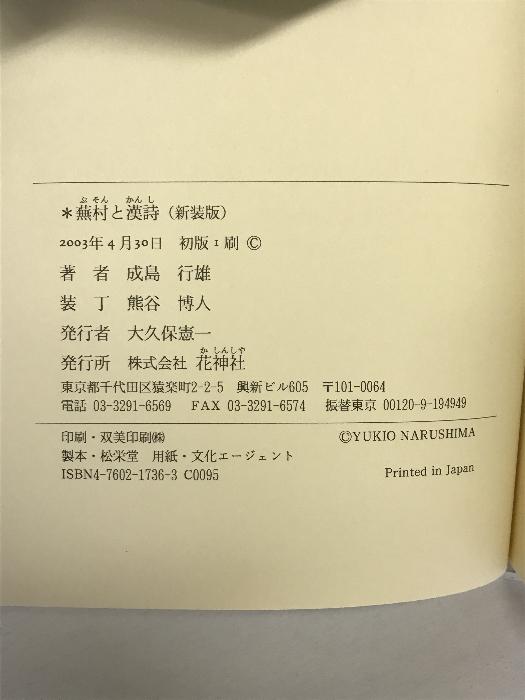 ぶそん かんし
＊蕪村と漢詩（新装版）
2003年4月30日 初版1刷 ©
著 者 成島 行雄
装 丁 熊谷 博人
発行者 大久保憲一
かしんしゃ
発行所 株式会社 花神社
東京都千代田区猿楽町2-2-5 興新ビル605 〒101-0064
電話 03-3291-6569 FAX 03-3291-6574 振替東京 00120-9-194949
印刷・双美印刷㈱
©YUKIO NARUSHIMA
製本・松栄堂 用紙・文化エージェント
ISBN4-7602-1736-3 C0095
Printed in Japan